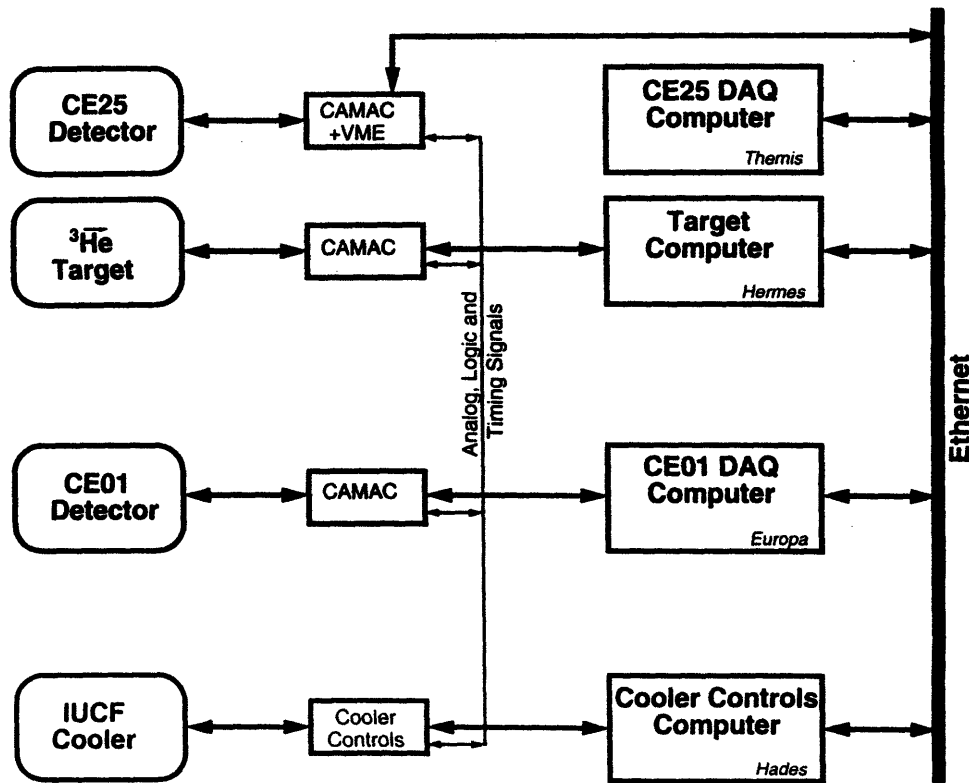 CE25
Detector
CAMAC
+VME
CE25 DAQ
Computer
Themis
³He
Target
CAMAC
Target
Computer
Hermes
Analog, Logic and
Timing Signals
Ethernet
CE01
Detector
CAMAC
CE01 DAQ
Computer
Europa
IUCF
Cooler
Cooler
Controls
Cooler Controls
Computer
Hades